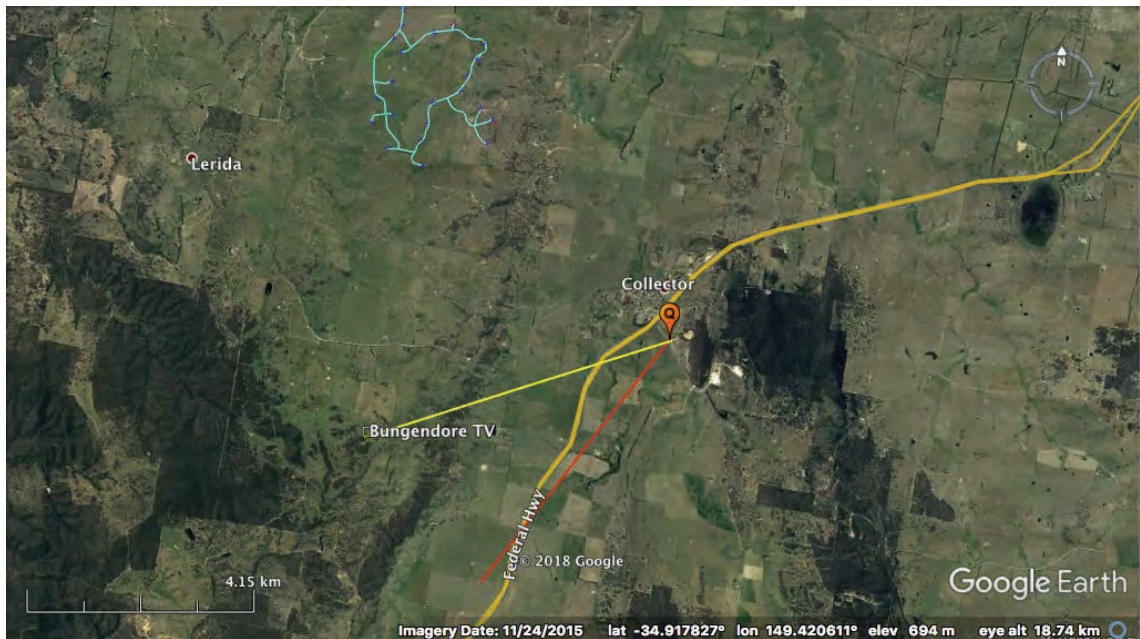 N
Lerida
Collector
Q
Bungendore TV
Federal Hwy
© 2018 Google
4.15 km
Google Earth
Imagery Date: 11/24/2015 lat -34.917827° lon 149.420611° elev 694 m eye alt 18.74 km